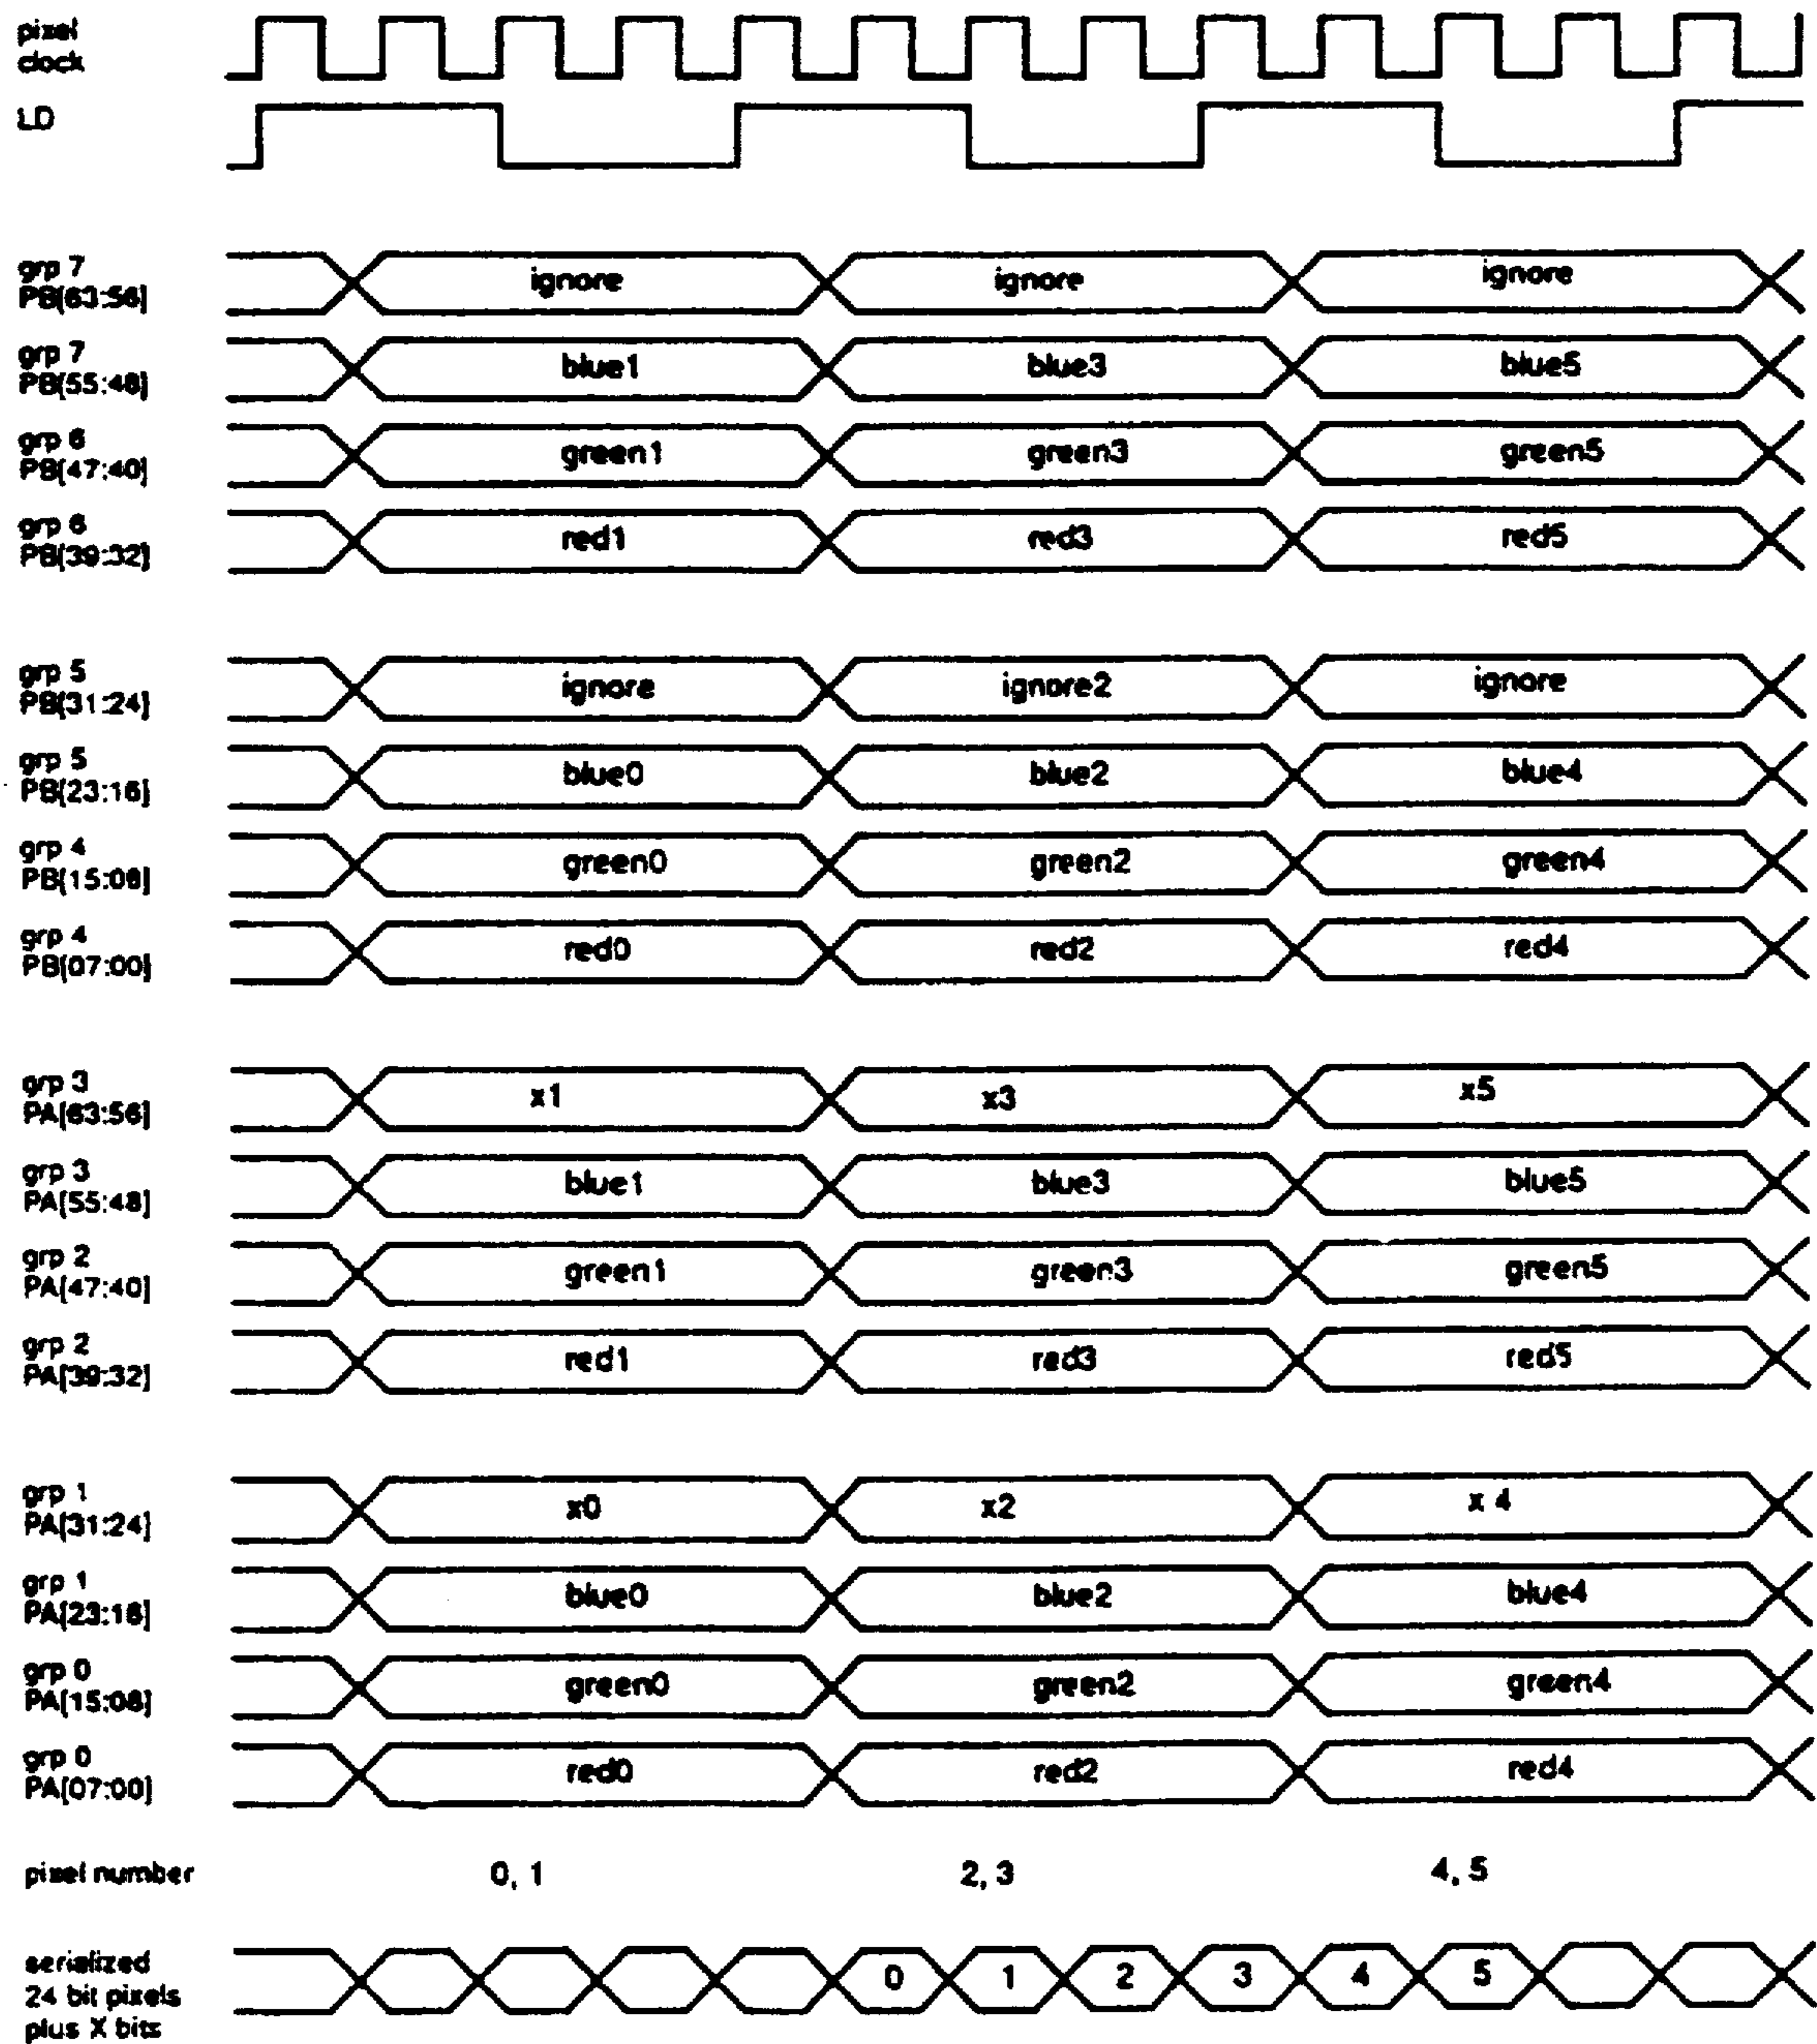 pixel
clock
LD
grp 7
PB[63:56]
ignore ignore ignore
grp 7
PB[55:48]
blue1 blue3 blue5
grp 6
PB[47:40]
green1 green3 green5
grp 6
PB[39:32]
red1 red3 red5
grp 5
PB[31:24]
ignore ignore2 ignore
grp 5
PB[23:16]
blue0 blue2 blue4
grp 4
PB[15:08]
green0 green2 green4
grp 4
PB[07:00]
red0 red2 red4
grp 3
PA[63:56]
x1 x3 x5
grp 3
PA[55:48]
blue1 blue3 blue5
grp 2
PA[47:40]
green1 green3 green5
grp 2
PA[39:32]
red1 red3 red5
grp 1
PA[31:24]
x0 x2 x 4
grp 1
PA[23:16]
blue0 blue2 blue4
grp 0
PA[15:08]
green0 green2 green4
grp 0
PA[07:00]
red0 red2 red4
pixel number 0, 1 2, 3 4, 5
serialized
24 bit pixels
plus X bits
0 1 2 3 4 5